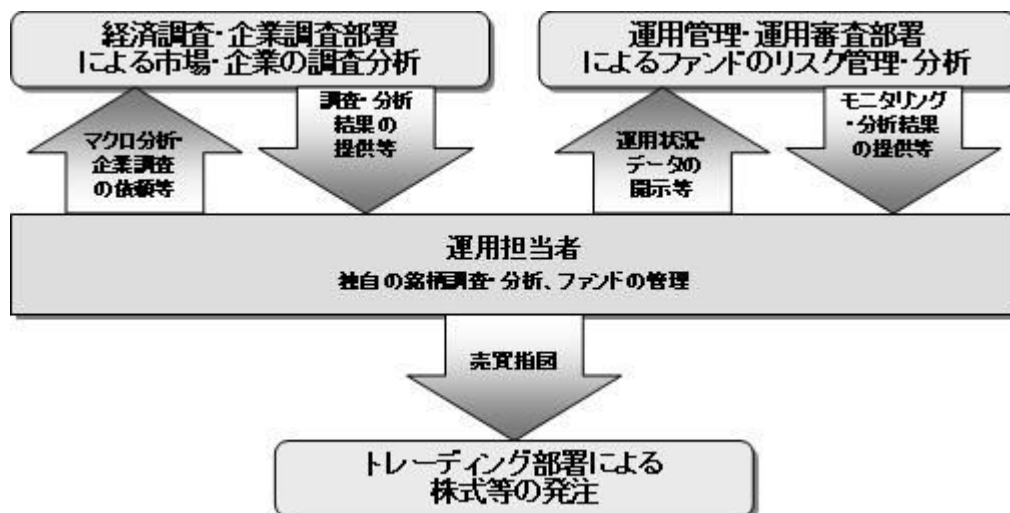 経済調査・企業調査部署
による市場・企業の調査分析
運用管理・運用審査部署
によるファンドのリスク管理・分析
マクロ分析・
企業調査
の依頼等
調査・分析
結果の
提供等
運用状況・
データの
開示等
モニタリング
・分析結果
の提供等
運用担当者
独自の銘柄調査・分析、ファンドの管理
売買指図
トレーディング部署による
株式等の発注